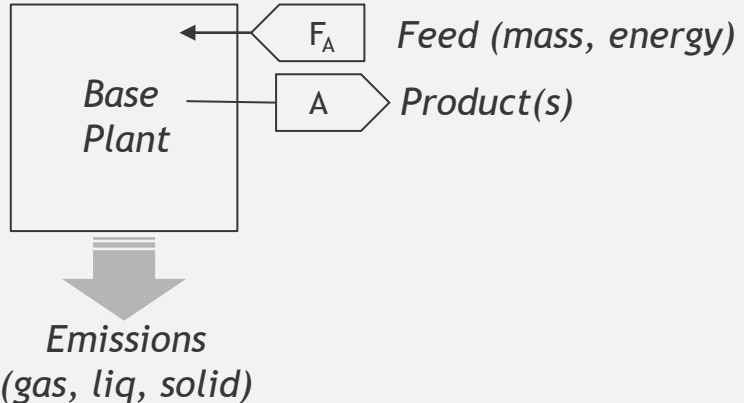 F_A Feed (mass, energy)
Base
Plant
A Product(s)
Emissions
(gas, liq, solid)